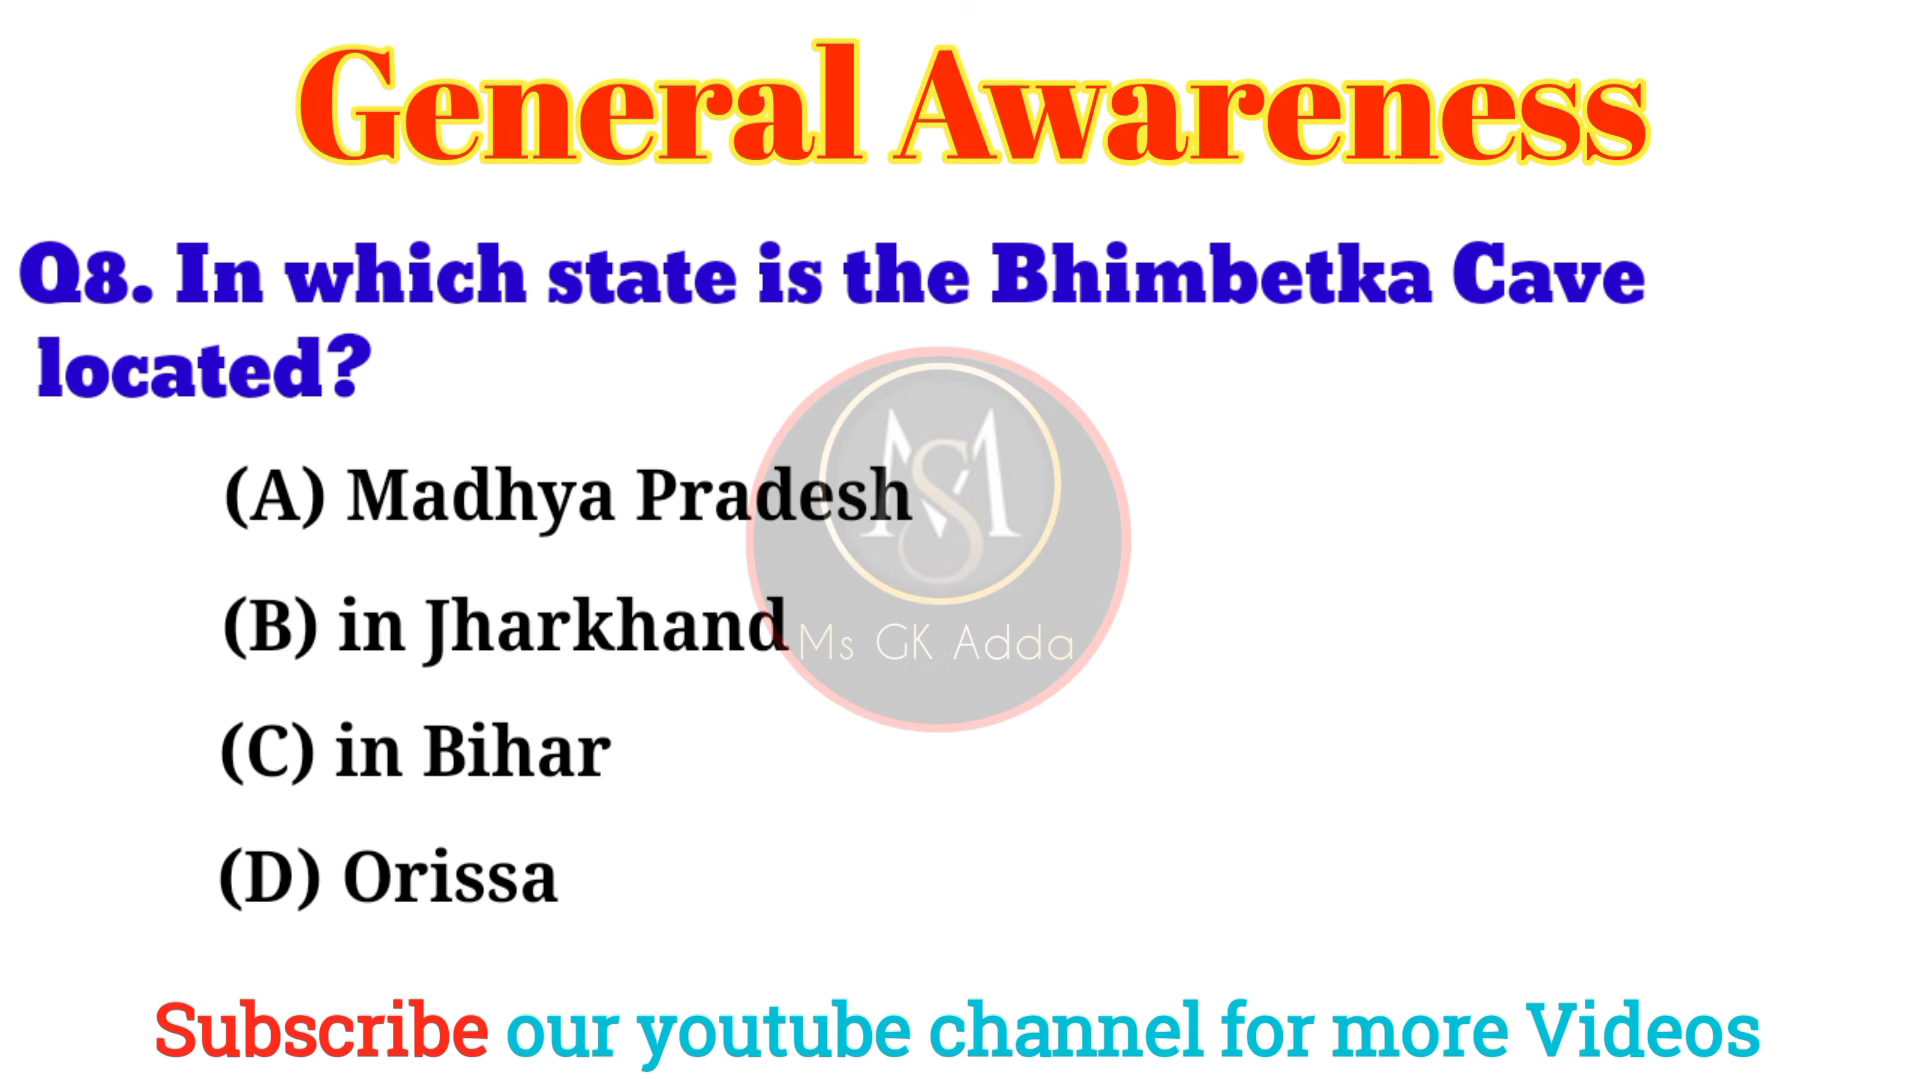 General Awareness
Q8. In which state is the Bhimbetka Cave
located?
(A) Madhya Pradesh
(B) in Jharkhand
(C) in Bihar
(D) Orissa
MS
Ms GK Adda
Subscribe our youtube channel for more Videos